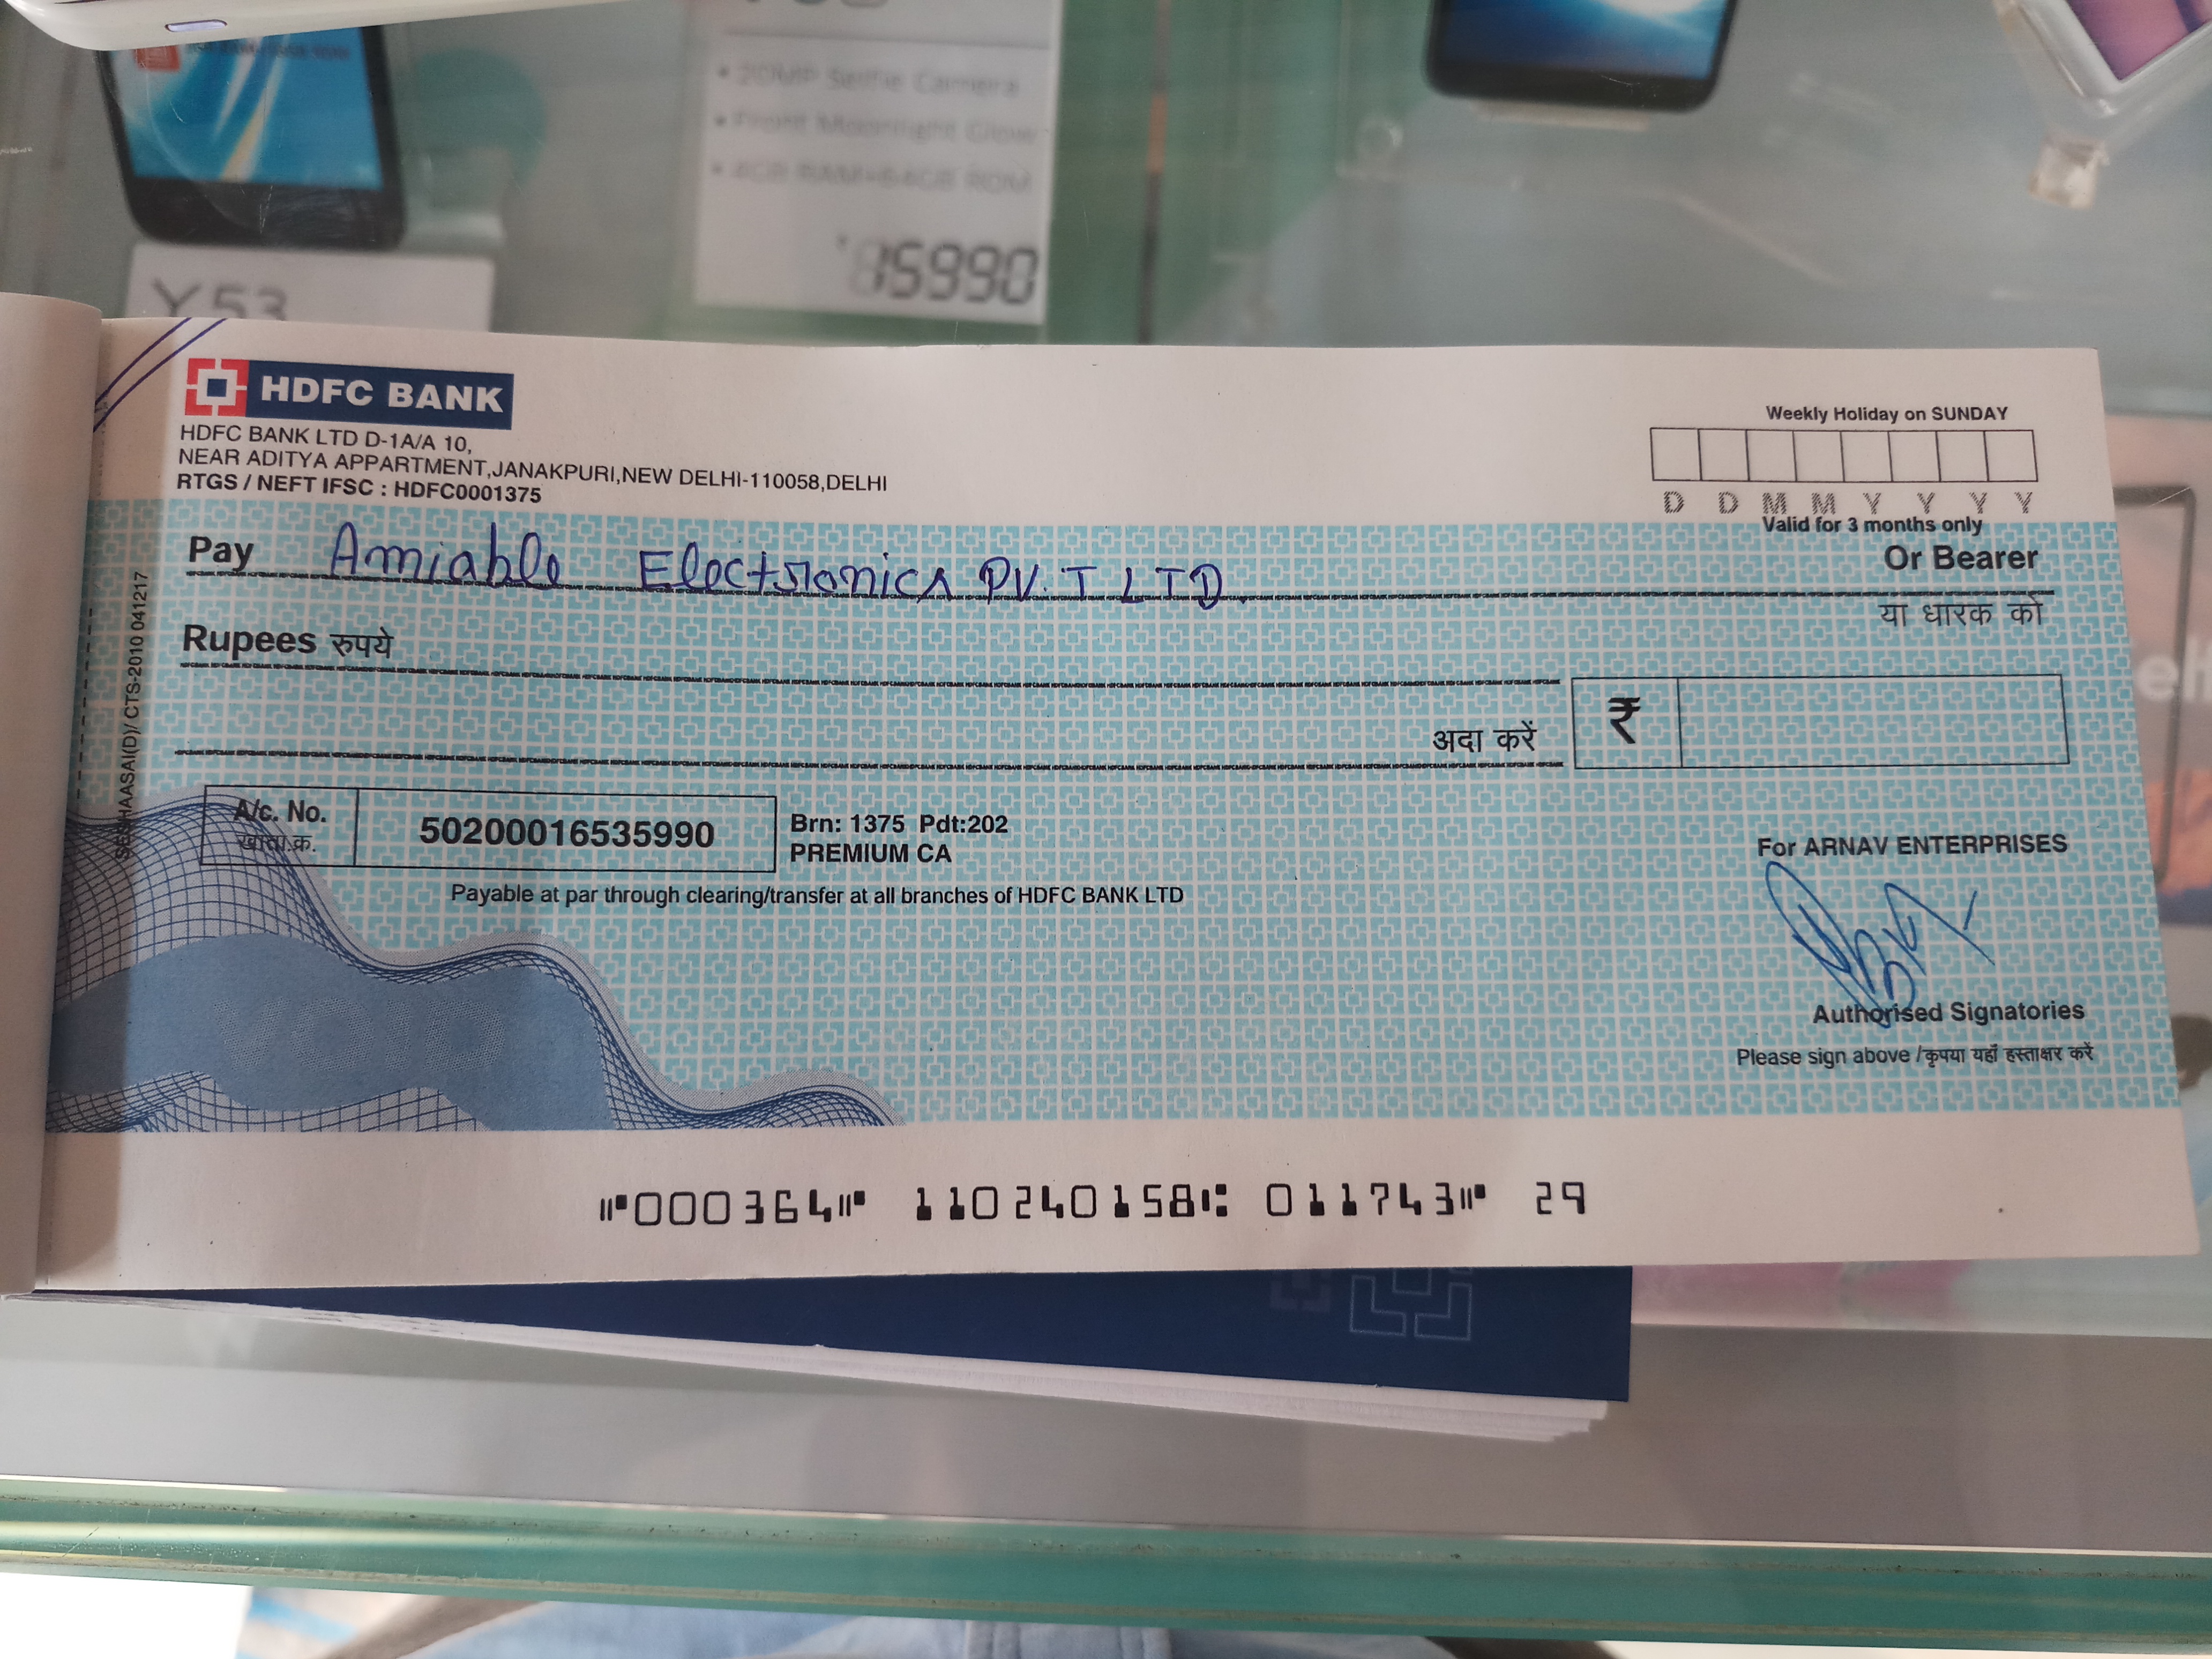 • 20MP Selfie Camera
• Front Moonlight Glow
• 4GB RAM+64GB ROM
15990
Y53
HDFC BANK
HDFC BANK LTD D-1A/A 10,
NEAR ADITYA APPARTMENT,JANAKPURI,NEW DELHI-110058,DELHI
RTGS / NEFT IFSC : HDFC0001375
Weekly Holiday on SUNDAY
D D M M Y Y Y Y
Valid for 3 months only
Pay Amiable Electronics PV.T LTD.
Or Bearer
या धारक को
Rupees रुपये
अदा करें ₹
A/c. No.
खाता.क्र.
50200016535990
Brn: 1375 Pdt:202
PREMIUM CA
Payable at par through clearing/transfer at all branches of HDFC BANK LTD
For ARNAV ENTERPRISES
Authorised Signatories
Please sign above /कृपया यहाँ हस्ताक्षर करें
VOID
⑈000364⑈ 110240158⑆ 011743⑈ 29
CTS-2010 041217